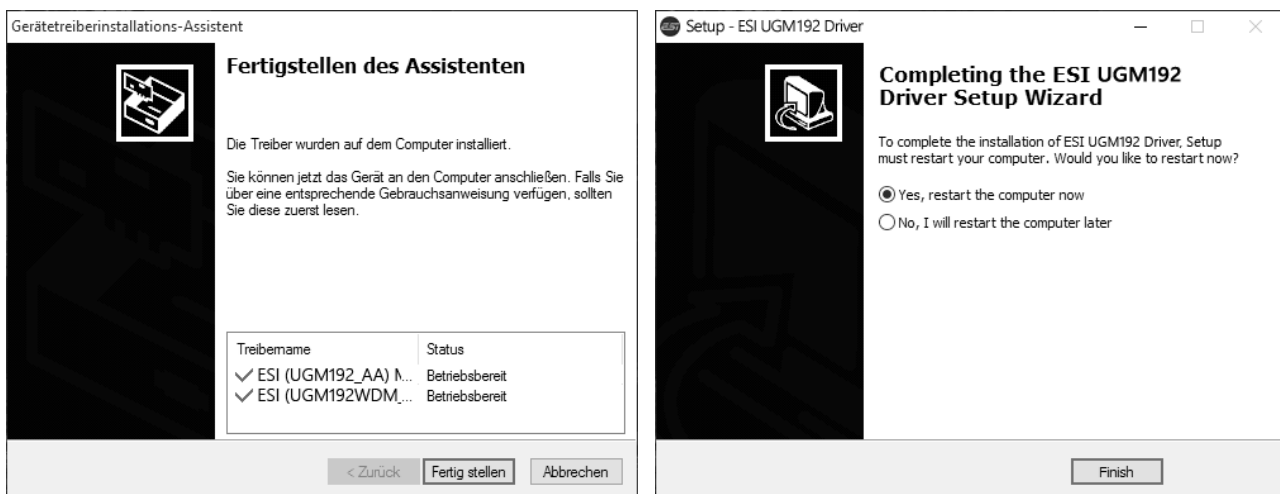 Gerätetreiberinstallations-Assistent
Fertigstellen des Assistenten
Die Treiber wurden auf dem Computer installiert.
Sie können jetzt das Gerät an den Computer anschließen. Falls Sie
über eine entsprechende Gebrauchsanweisung verfügen, sollten
Sie diese zuerst lesen.
Treibername Status
ESI (UGM192_AA) M... Betriebsbereit
ESI (UGM192WDM_... Betriebsbereit
< Zurück Fertig stellen Abbrechen
ESI Setup - ESI UGM192 Driver
Completing the ESI UGM192
Driver Setup Wizard
To complete the installation of ESI UGM192 Driver, Setup
must restart your computer. Would you like to restart now?
Yes, restart the computer now
No, I will restart the computer later
Finish